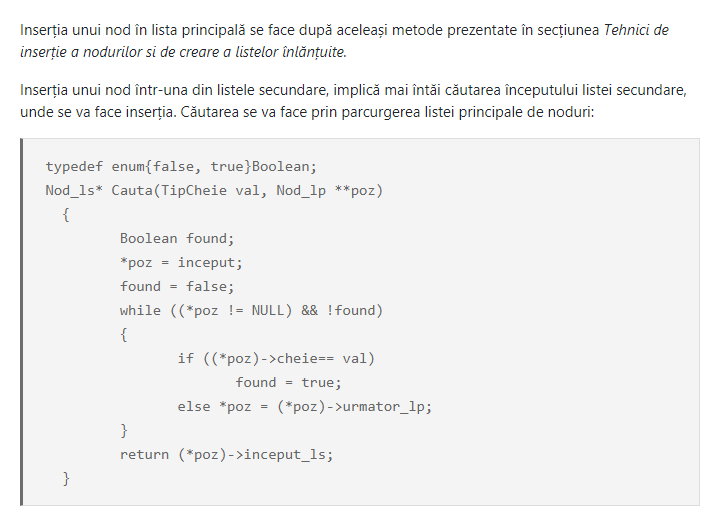 Inserția unui nod în lista principală se face după aceleași metode prezentate în secțiunea Tehnici de
inserție a nodurilor si de creare a listelor înlănțuite.
Inserția unui nod într-una din listele secundare, implică mai întăi căutarea începutului listei secundare,
unde se va face inserția. Căutarea se va face prin parcurgerea listei principale de noduri:
typedef enum{false, true}Boolean;
Nod_ls* Cauta(TipCheie val, Nod_lp **poz)
{
Boolean found;
*poz = inceput;
found = false;
while ((*poz != NULL) && !found)
{
if ((*poz)->cheie== val)
found = true;
else *poz = (*poz)->urmator_lp;
}
return (*poz)->inceput_ls;
}